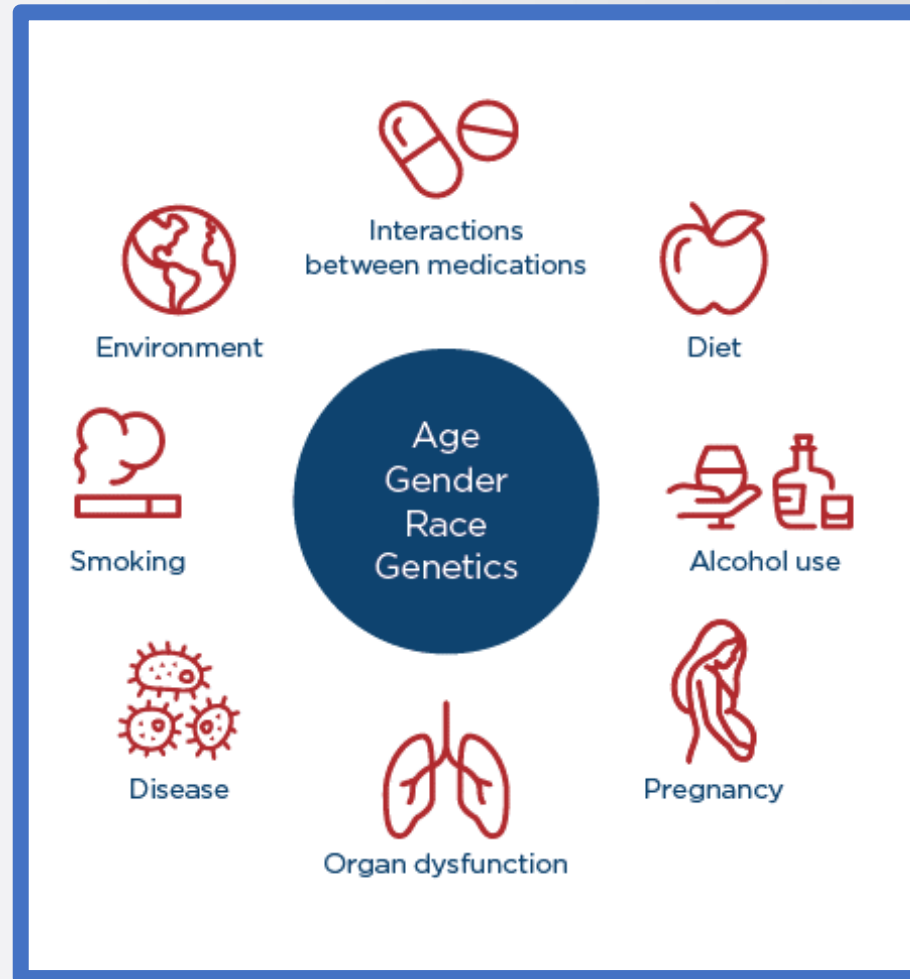 Interactions
between medications
Environment
Diet
Age
Gender
Race
Genetics
Smoking
Alcohol use
Disease
Pregnancy
Organ dysfunction